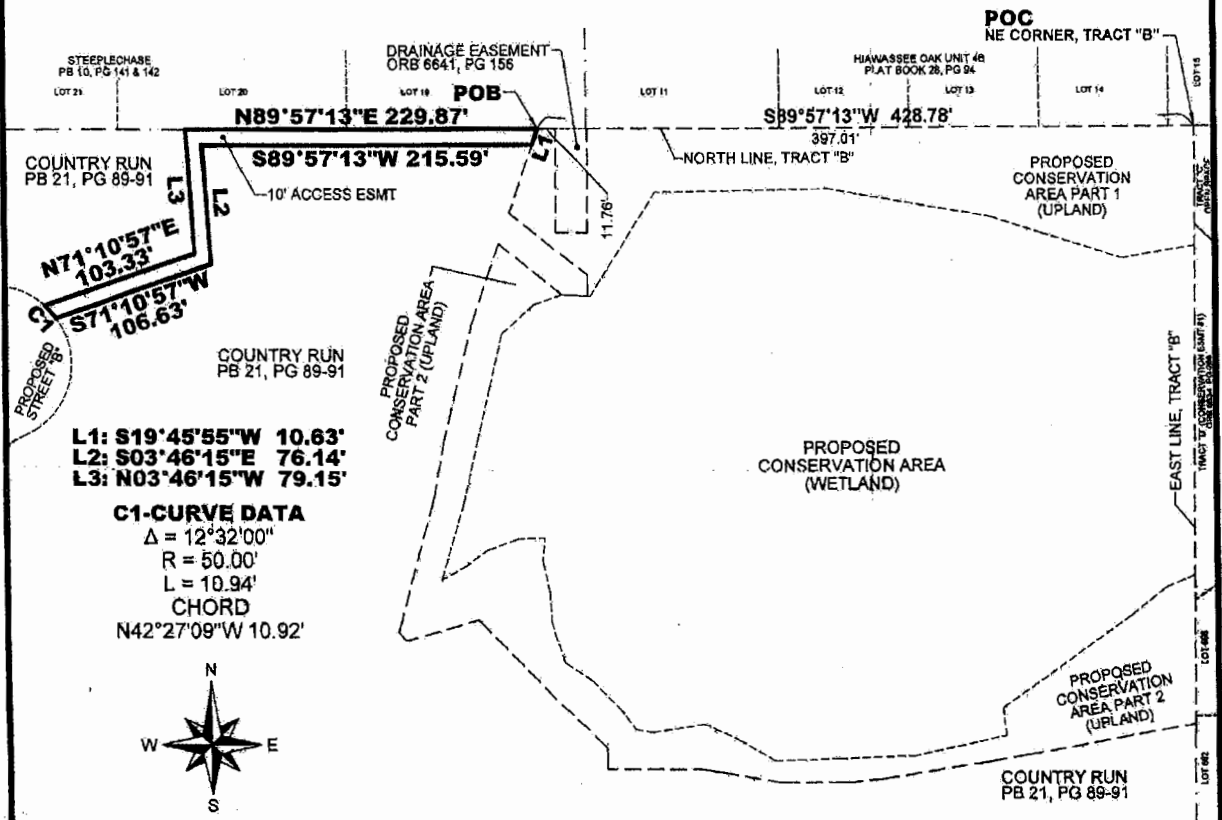 POC
NE CORNER, TRACT "B"
STEEPLECHASE
PB 10, PG 141 & 142
DRAINAGE EASEMENT
ORB 6641, PG 156
HIAWASSEE OAK UNIT 4B
PLAT BOOK 28, PG 94
LOT 15
LOT 21
LOT 20
LOT 19
POB
LOT 11
LOT 12
LOT 13
LOT 14
N89°57'13"E 229.87'
S89°57'13"W 428.78'
397.01'
L1
S89°57'13"W 215.59'
NORTH LINE, TRACT "B"
COUNTRY RUN
PB 21, PG 89-91
L3
L2
10' ACCESS ESMT
11.76'
PROPOSED
CONSERVATION
AREA PART 1
(UPLAND)
TRACT "C"
OPEN SPACE
N71°10'57"E
103.33'
S71°10'57"W
106.63'
C1
PROPOSED
STREET "B"
COUNTRY RUN
PB 21, PG 89-91
PROPOSED
CONSERVATION AREA
PART 2 (UPLAND)
EAST LINE, TRACT "B"
TRACT "D" (CONSERVATION ESMT #1)
L1: S19°45'55"W 10.63'
L2: S03°46'15"E 76.14'
L3: N03°46'15"W 79.15'
PROPOSED
CONSERVATION AREA
(WETLAND)
C1-CURVE DATA
Δ = 12°32'00"
R = 50.00'
L = 10.94'
CHORD
N42°27'09"W 10.92'
N
W
E
S
PROPOSED
CONSERVATION
AREA PART 2
(UPLAND)
COUNTRY RUN
PB 21, PG 89-91